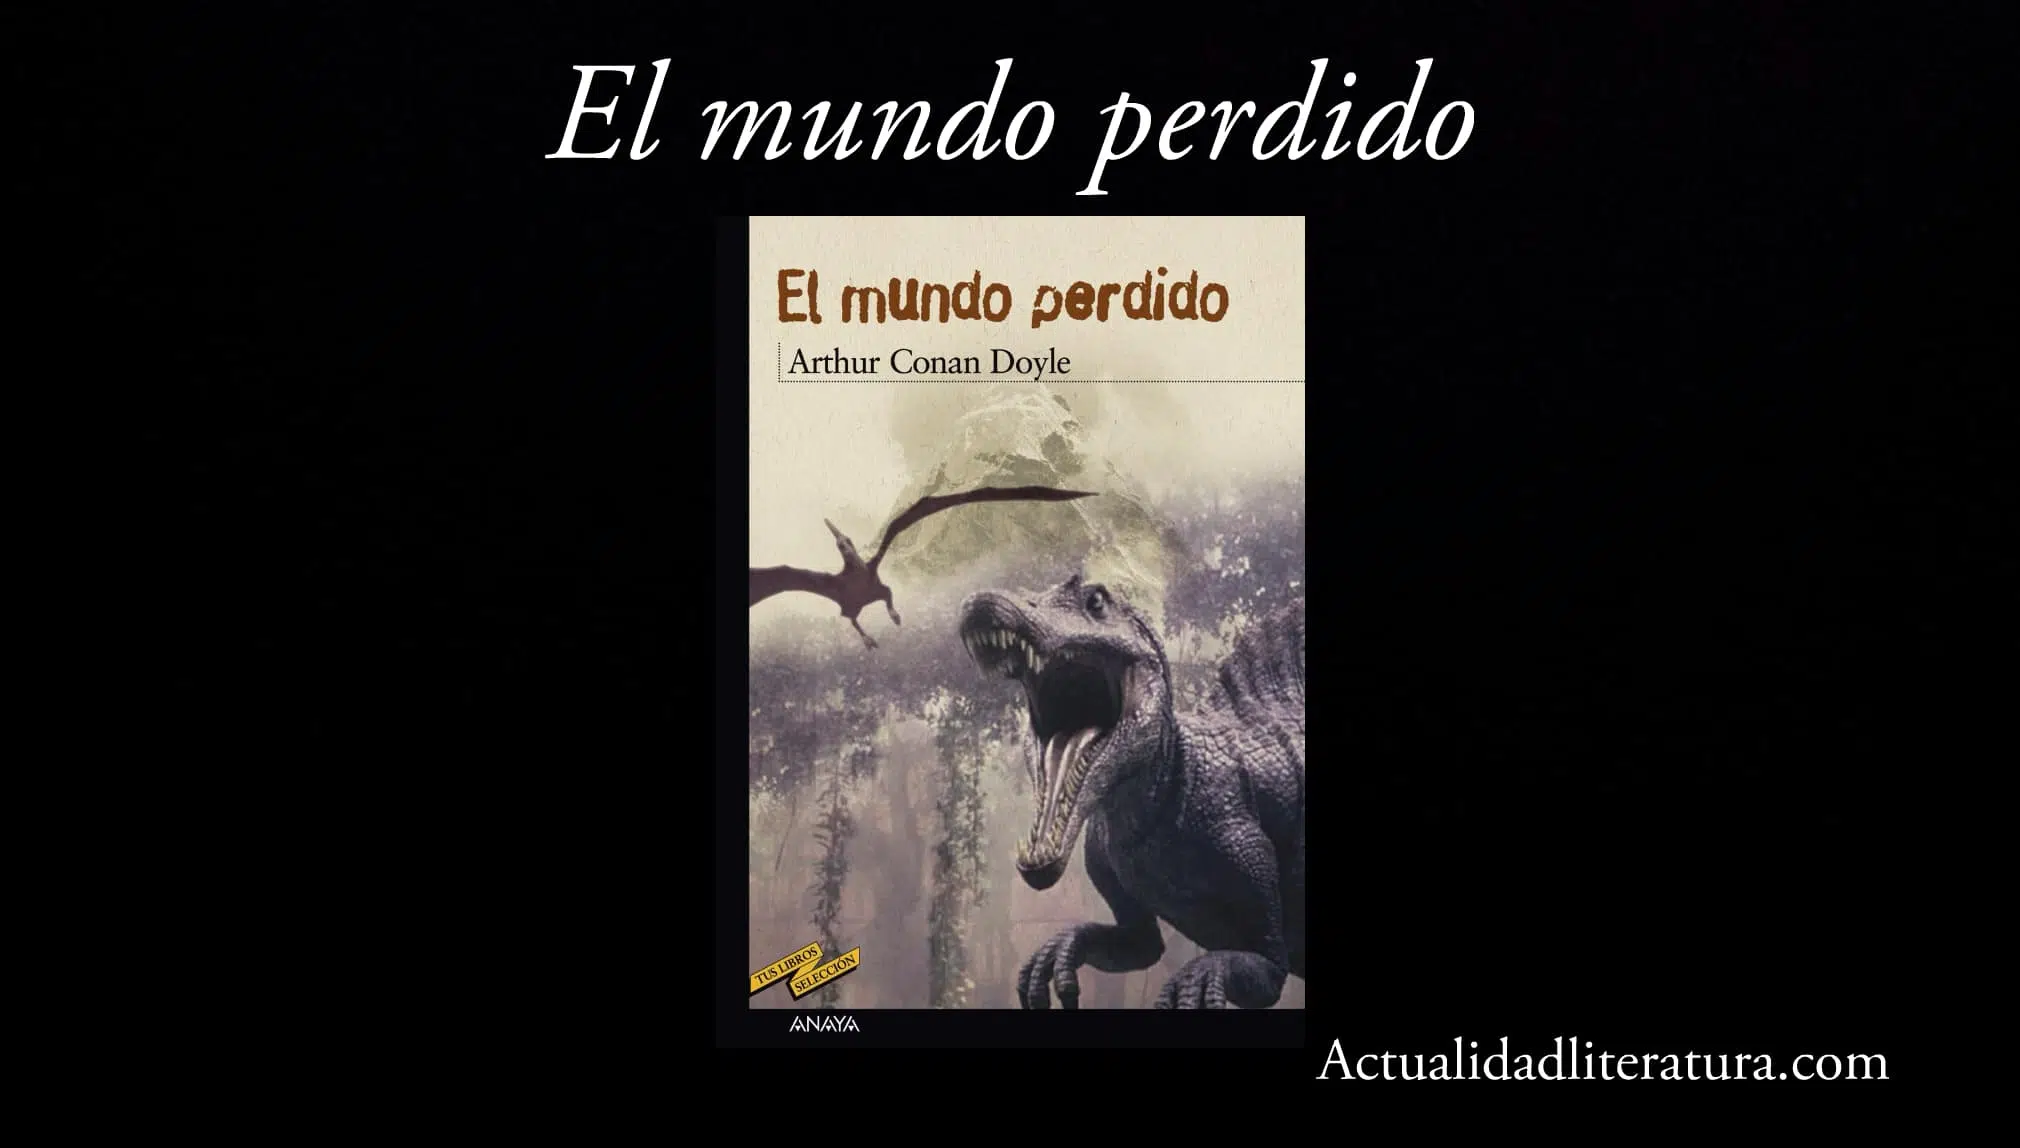 El mundo perdido
El mundo perdido
Arthur Conan Doyle
TUS LIBROS
SELECCIÓN
ANAYA
Actualidadliteratura.com